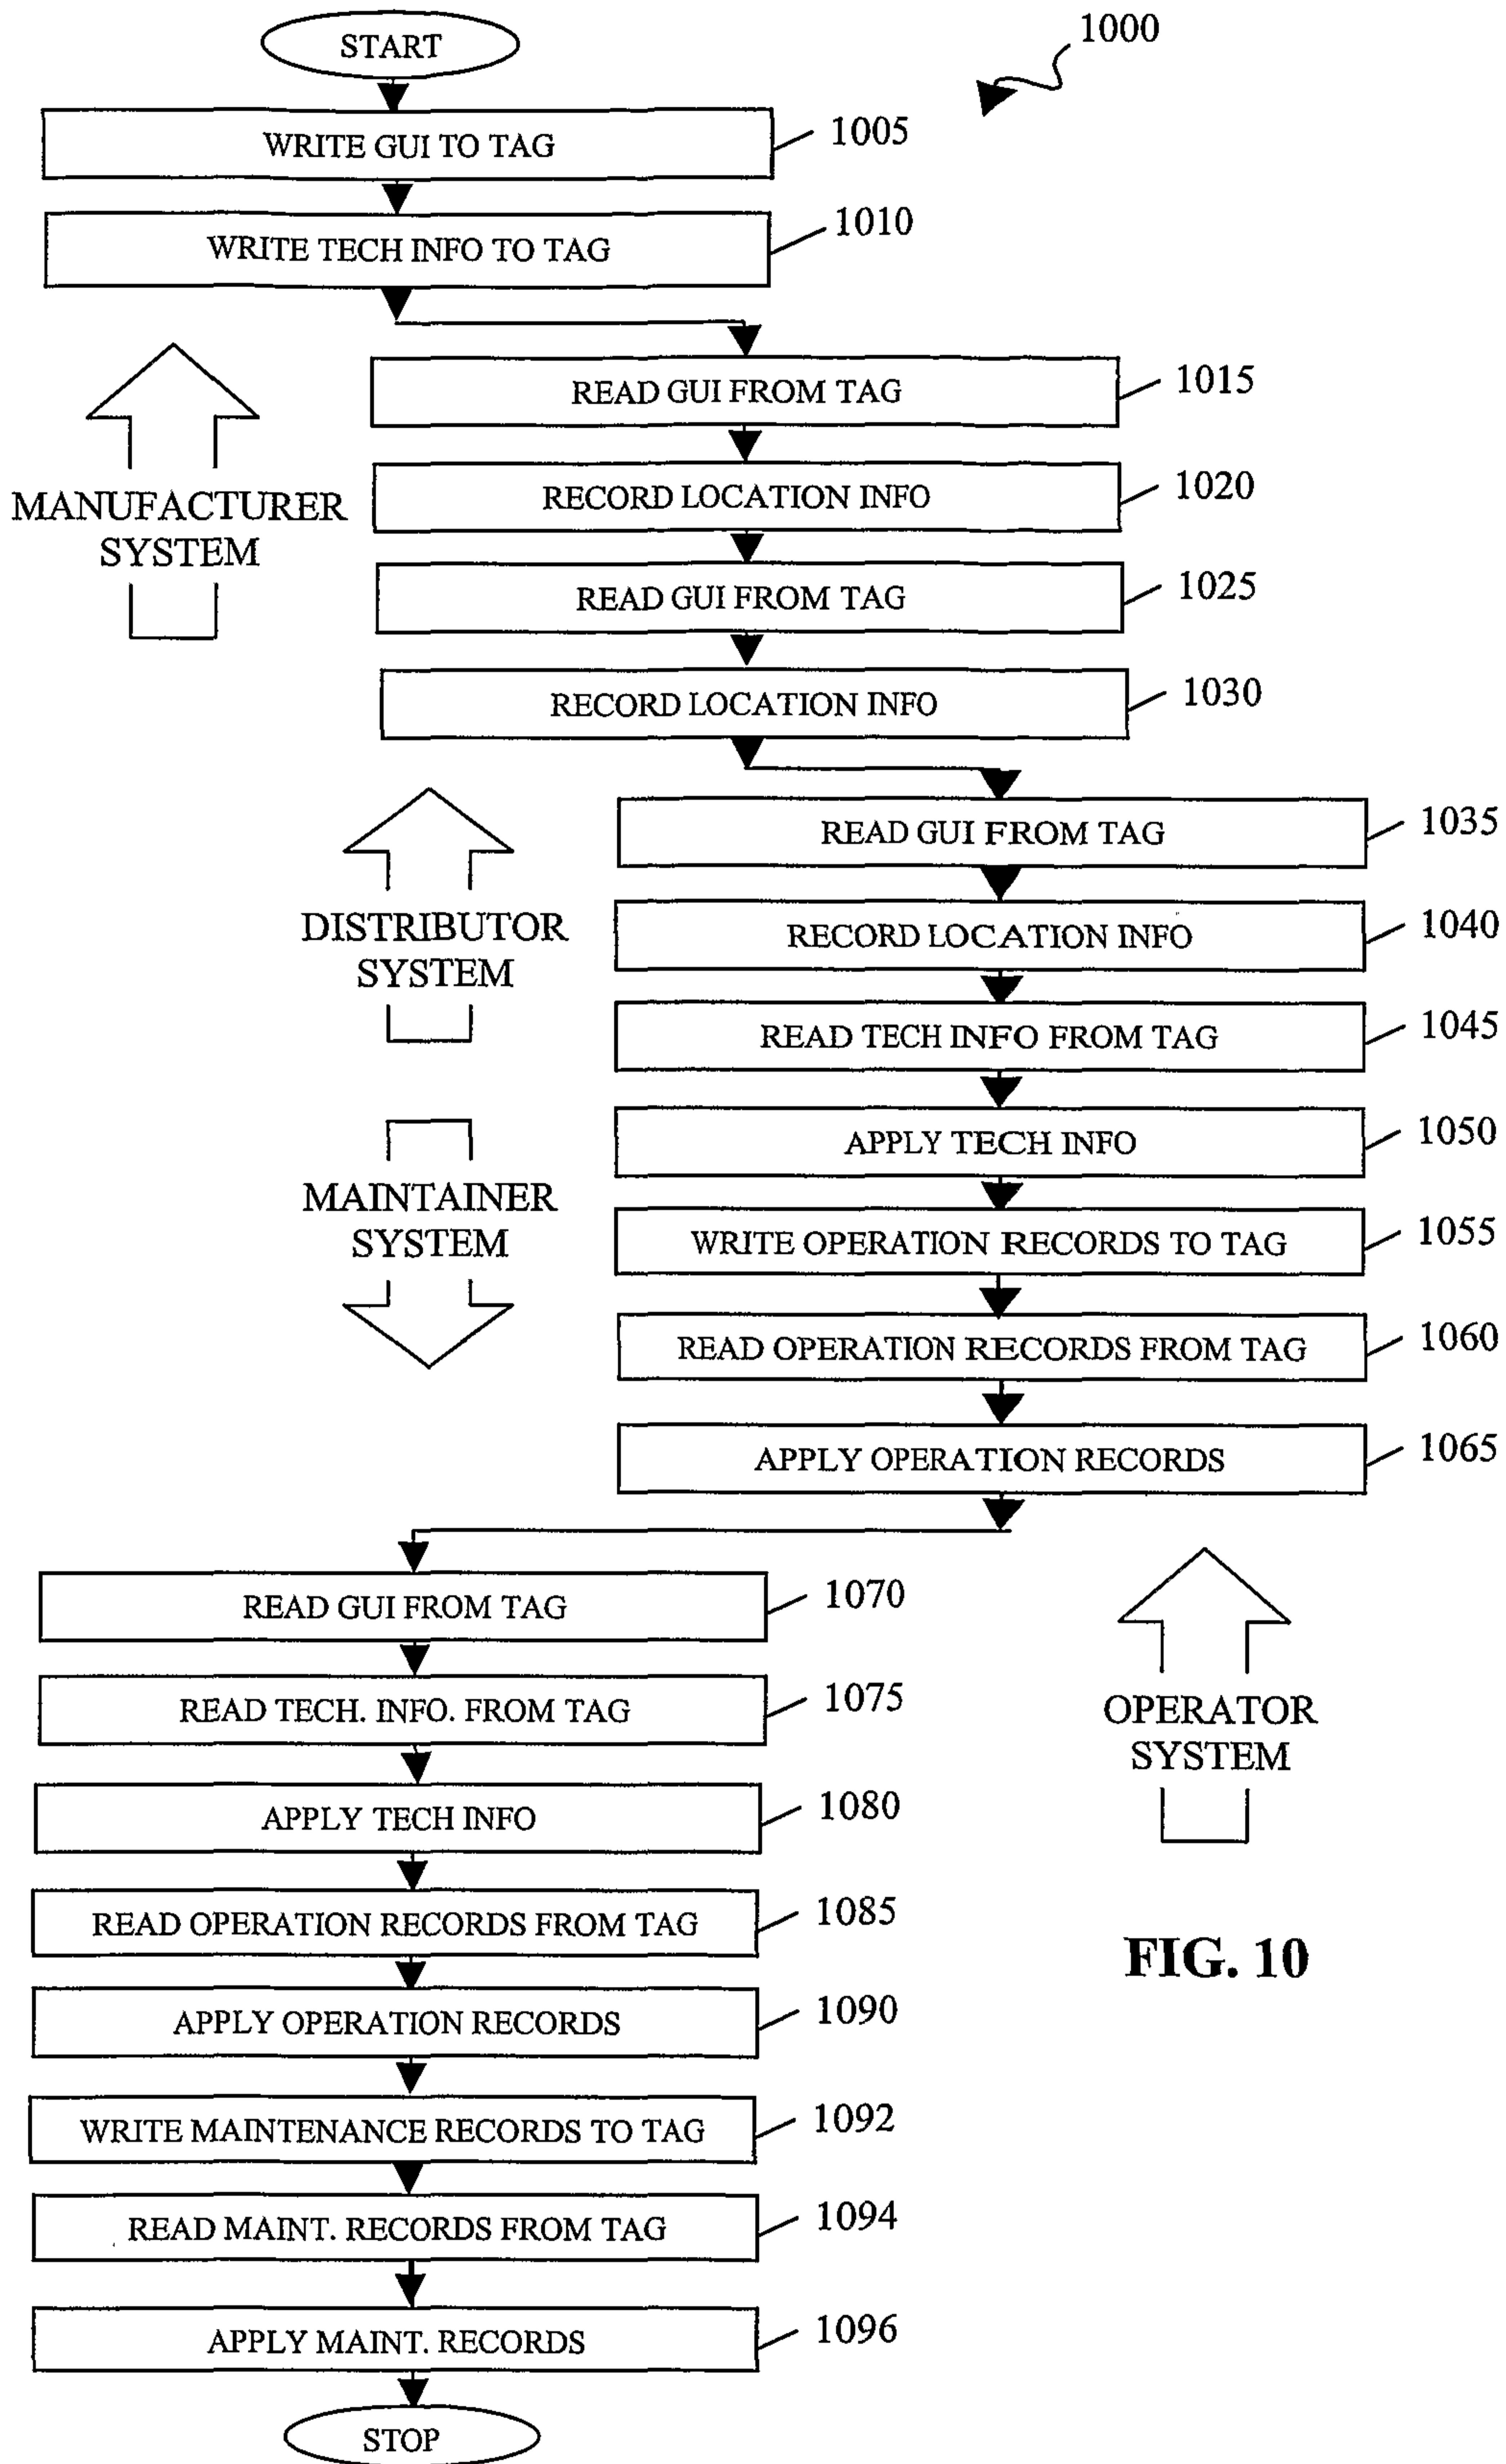 START
1000
WRITE GUI TO TAG
1005
WRITE TECH INFO TO TAG
1010
READ GUI FROM TAG
1015
RECORD LOCATION INFO
1020
READ GUI FROM TAG
1025
RECORD LOCATION INFO
1030
MANUFACTURER
SYSTEM
READ GUI FROM TAG
1035
RECORD LOCATION INFO
1040
READ TECH INFO FROM TAG
1045
APPLY TECH INFO
1050
WRITE OPERATION RECORDS TO TAG
1055
READ OPERATION RECORDS FROM TAG
1060
APPLY OPERATION RECORDS
1065
DISTRIBUTOR
SYSTEM
MAINTAINER
SYSTEM
READ GUI FROM TAG
1070
READ TECH. INFO. FROM TAG
1075
APPLY TECH INFO
1080
READ OPERATION RECORDS FROM TAG
1085
APPLY OPERATION RECORDS
1090
WRITE MAINTENANCE RECORDS TO TAG
1092
READ MAINT. RECORDS FROM TAG
1094
APPLY MAINT. RECORDS
1096
STOP
OPERATOR
SYSTEM
FIG. 10